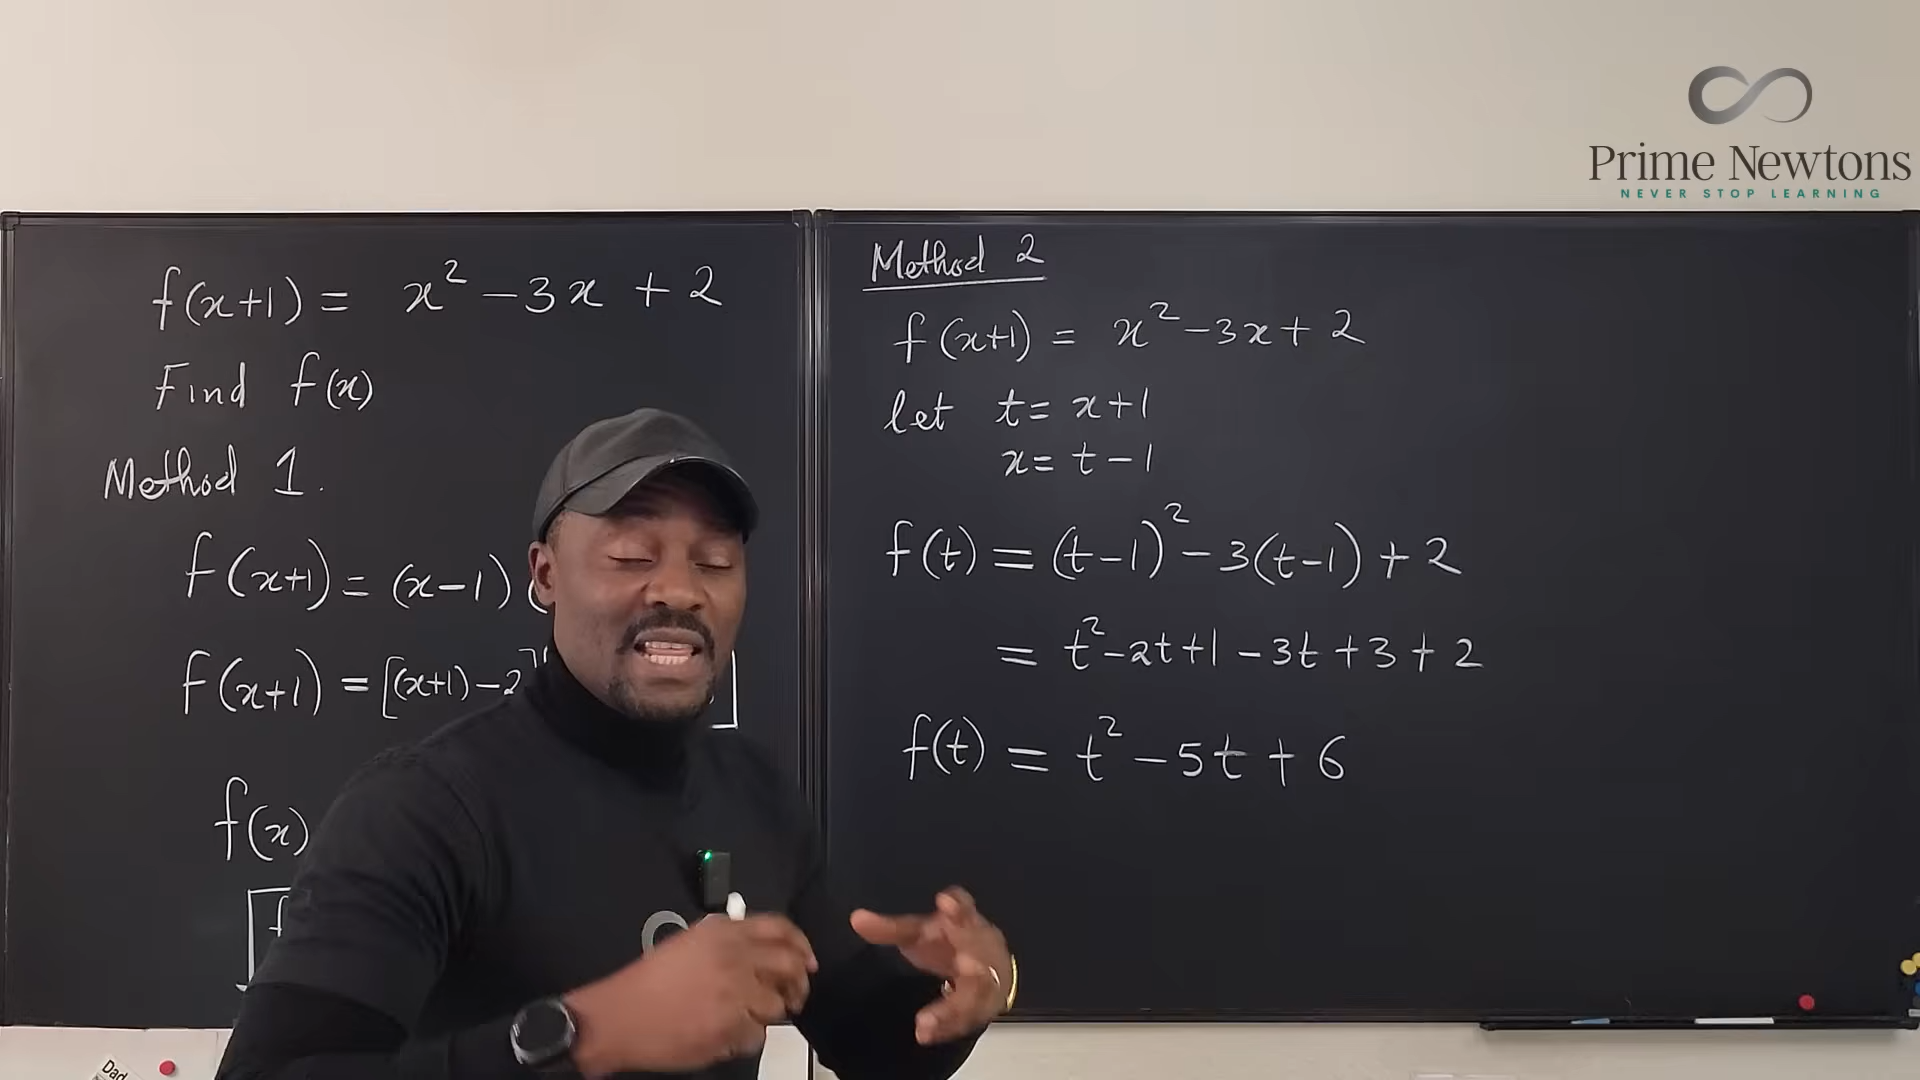 Prime Newtons
NEVER STOP LEARNING
f(x+1) = x² - 3x + 2
Find f(x)
Method 1.
f(x+1) = (x-1)(
f(x+1) = [(x+1)-2]
f(x)
f
Method 2
f(x+1) = x² - 3x + 2
let t = x+1
x = t - 1
f(t) = (t-1)² - 3(t-1) + 2
= t² - 2t + 1 - 3t + 3 + 2
f(t) = t² - 5t + 6
Dad